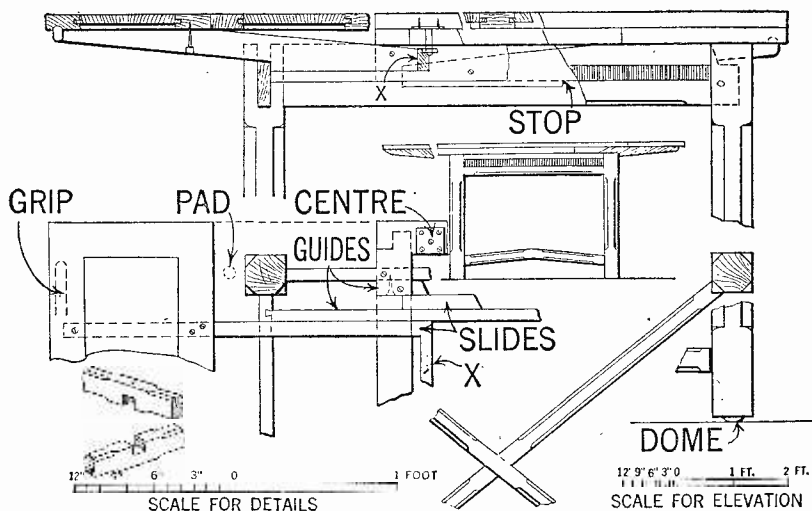 X
STOP
GRIP
PAD
CENTRE
GUIDES
SLIDES
X
DOME
12" 6" 3" 0 1 FOOT
SCALE FOR DETAILS
12" 9" 6" 3" 0 1 FT. 2 FT.
SCALE FOR ELEVATION